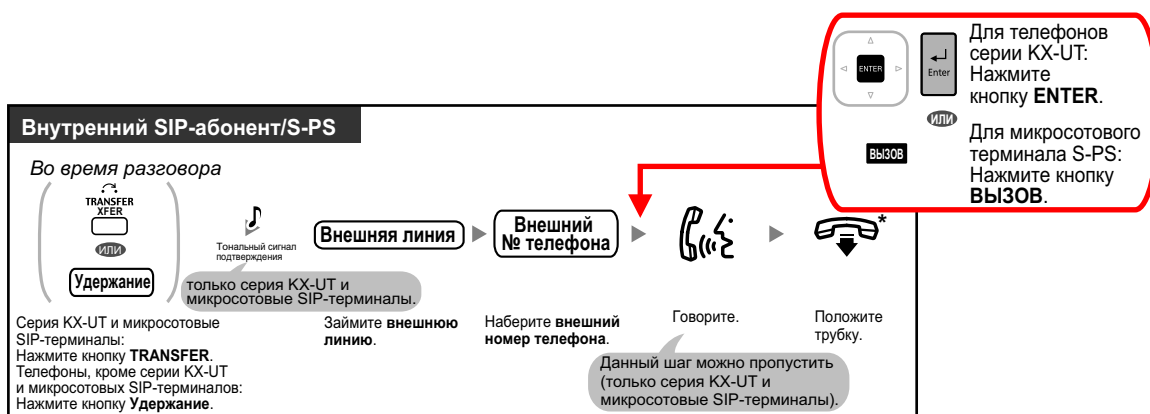 ENTER
Enter
Для телефонов
серии KX-UT:
Нажмите
кнопку ENTER.
ИЛИ
ВЫЗОВ
Для микросотового
терминала S-PS:
Нажмите кнопку
ВЫЗОВ.
Внутренний SIP-абонент/S-PS
Во время разговора
TRANSFER
XFER
ИЛИ
Удержание
Тональный сигнал
подтверждения
только серия KX-UT и
микросотовые SIP-терминалы.
Внешняя линия
Внешний
№ телефона
*
Серия KX-UT и микросотовые
SIP-терминалы:
Нажмите кнопку TRANSFER.
Телефоны, кроме серии KX-UT
и микросотовых SIP-терминалов:
Нажмите кнопку Удержание.
Займите внешнюю
линию.
Наберите внешний
номер телефона.
Говорите.
Данный шаг можно пропустить
(только серия KX-UT и
микросотовые SIP-терминалы).
Положите
трубку.